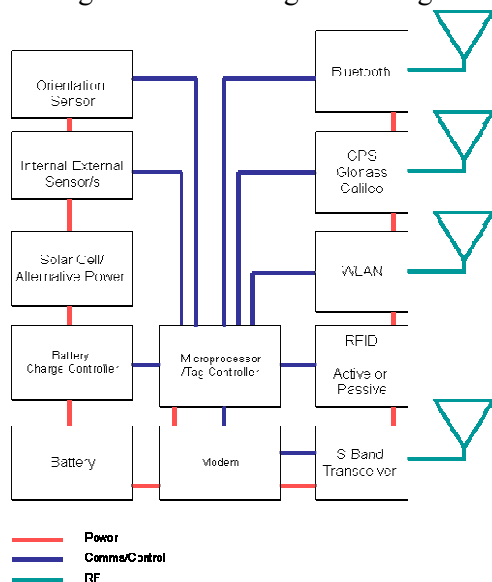 Orientation
Sensor
Internal External
Sensor/s
Solar Cell/
Alternative Power
Battery
Charge Controller
Battery
Microprocessor
/Tag Controller
Modem
Bluetooth
GPS
Glonass
Galileo
WLAN
RFID
Active or
Passive
S Band
Transceiver
Power
Comms/Control
RF